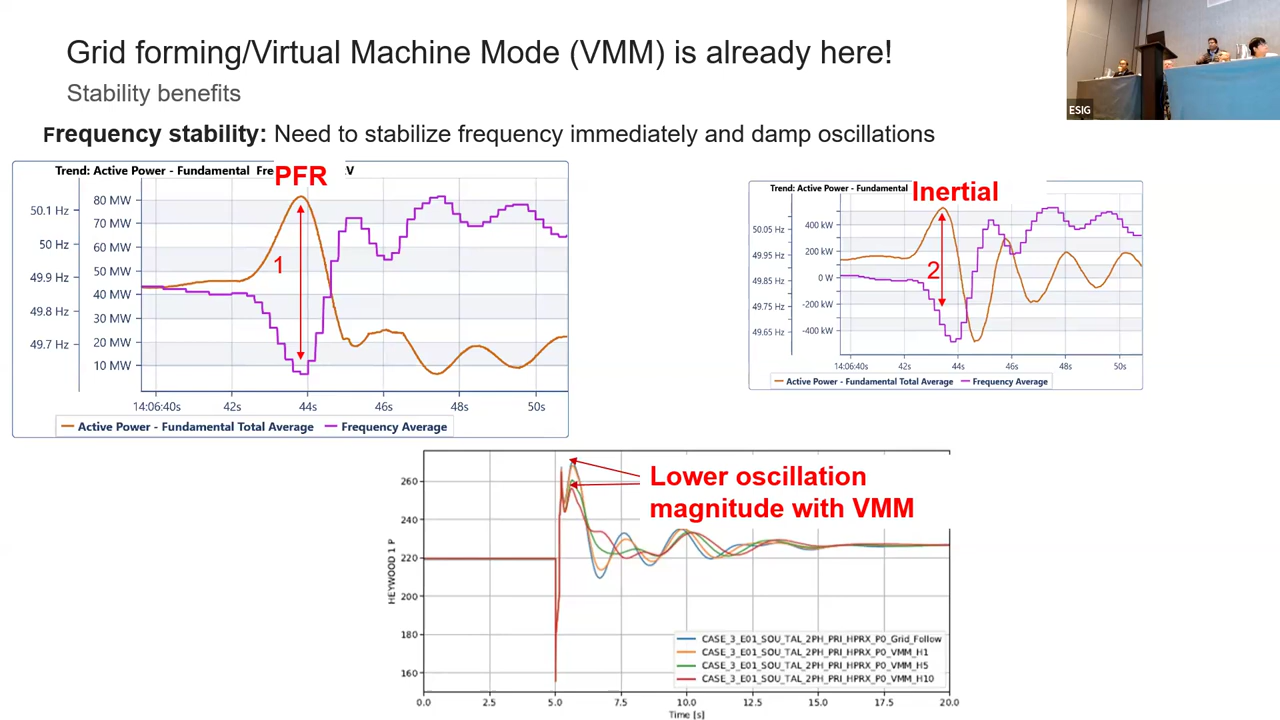 Grid forming/Virtual Machine Mode (VMM) is already here!
Stability benefits
Frequency stability: Need to stabilize frequency immediately and damp oscillations
ESIG
Trend: Active Power - Fundamental Fre V
PFR
50.1 Hz
50 Hz
49.9 Hz
49.8 Hz
49.7 Hz
80 MW
70 MW
60 MW
50 MW
40 MW
30 MW
20 MW
10 MW
1
14:06:40s 42s 44s 46s 48s 50s
Active Power - Fundamental Total Average Frequency Average
Trend: Active Power - Fundamental
Inertial
50.05 Hz
49.95 Hz
49.85 Hz
49.75 Hz
49.65 Hz
400 kW
200 kW
0 W
-200 kW
-400 kW
2
14:06:40s 42s 44s 46s 48s 50s
Active Power - Fundamental Total Average Frequency Average
Lower oscillation
magnitude with VMM
HEYWOOD 1 P
260
240
220
200
180
160
CASE_3_E01_SOU_TAL_2PH_PRI_HPRX_P0_Grid_Follow
CASE_3_E01_SOU_TAL_2PH_PRI_HPRX_P0_VMM_H1
CASE_3_E01_SOU_TAL_2PH_PRI_HPRX_P0_VMM_H5
CASE_3_E01_SOU_TAL_2PH_PRI_HPRX_P0_VMM_H10
0.0 2.5 5.0 7.5 10.0 12.5 15.0 17.5 20.0
Time [s]